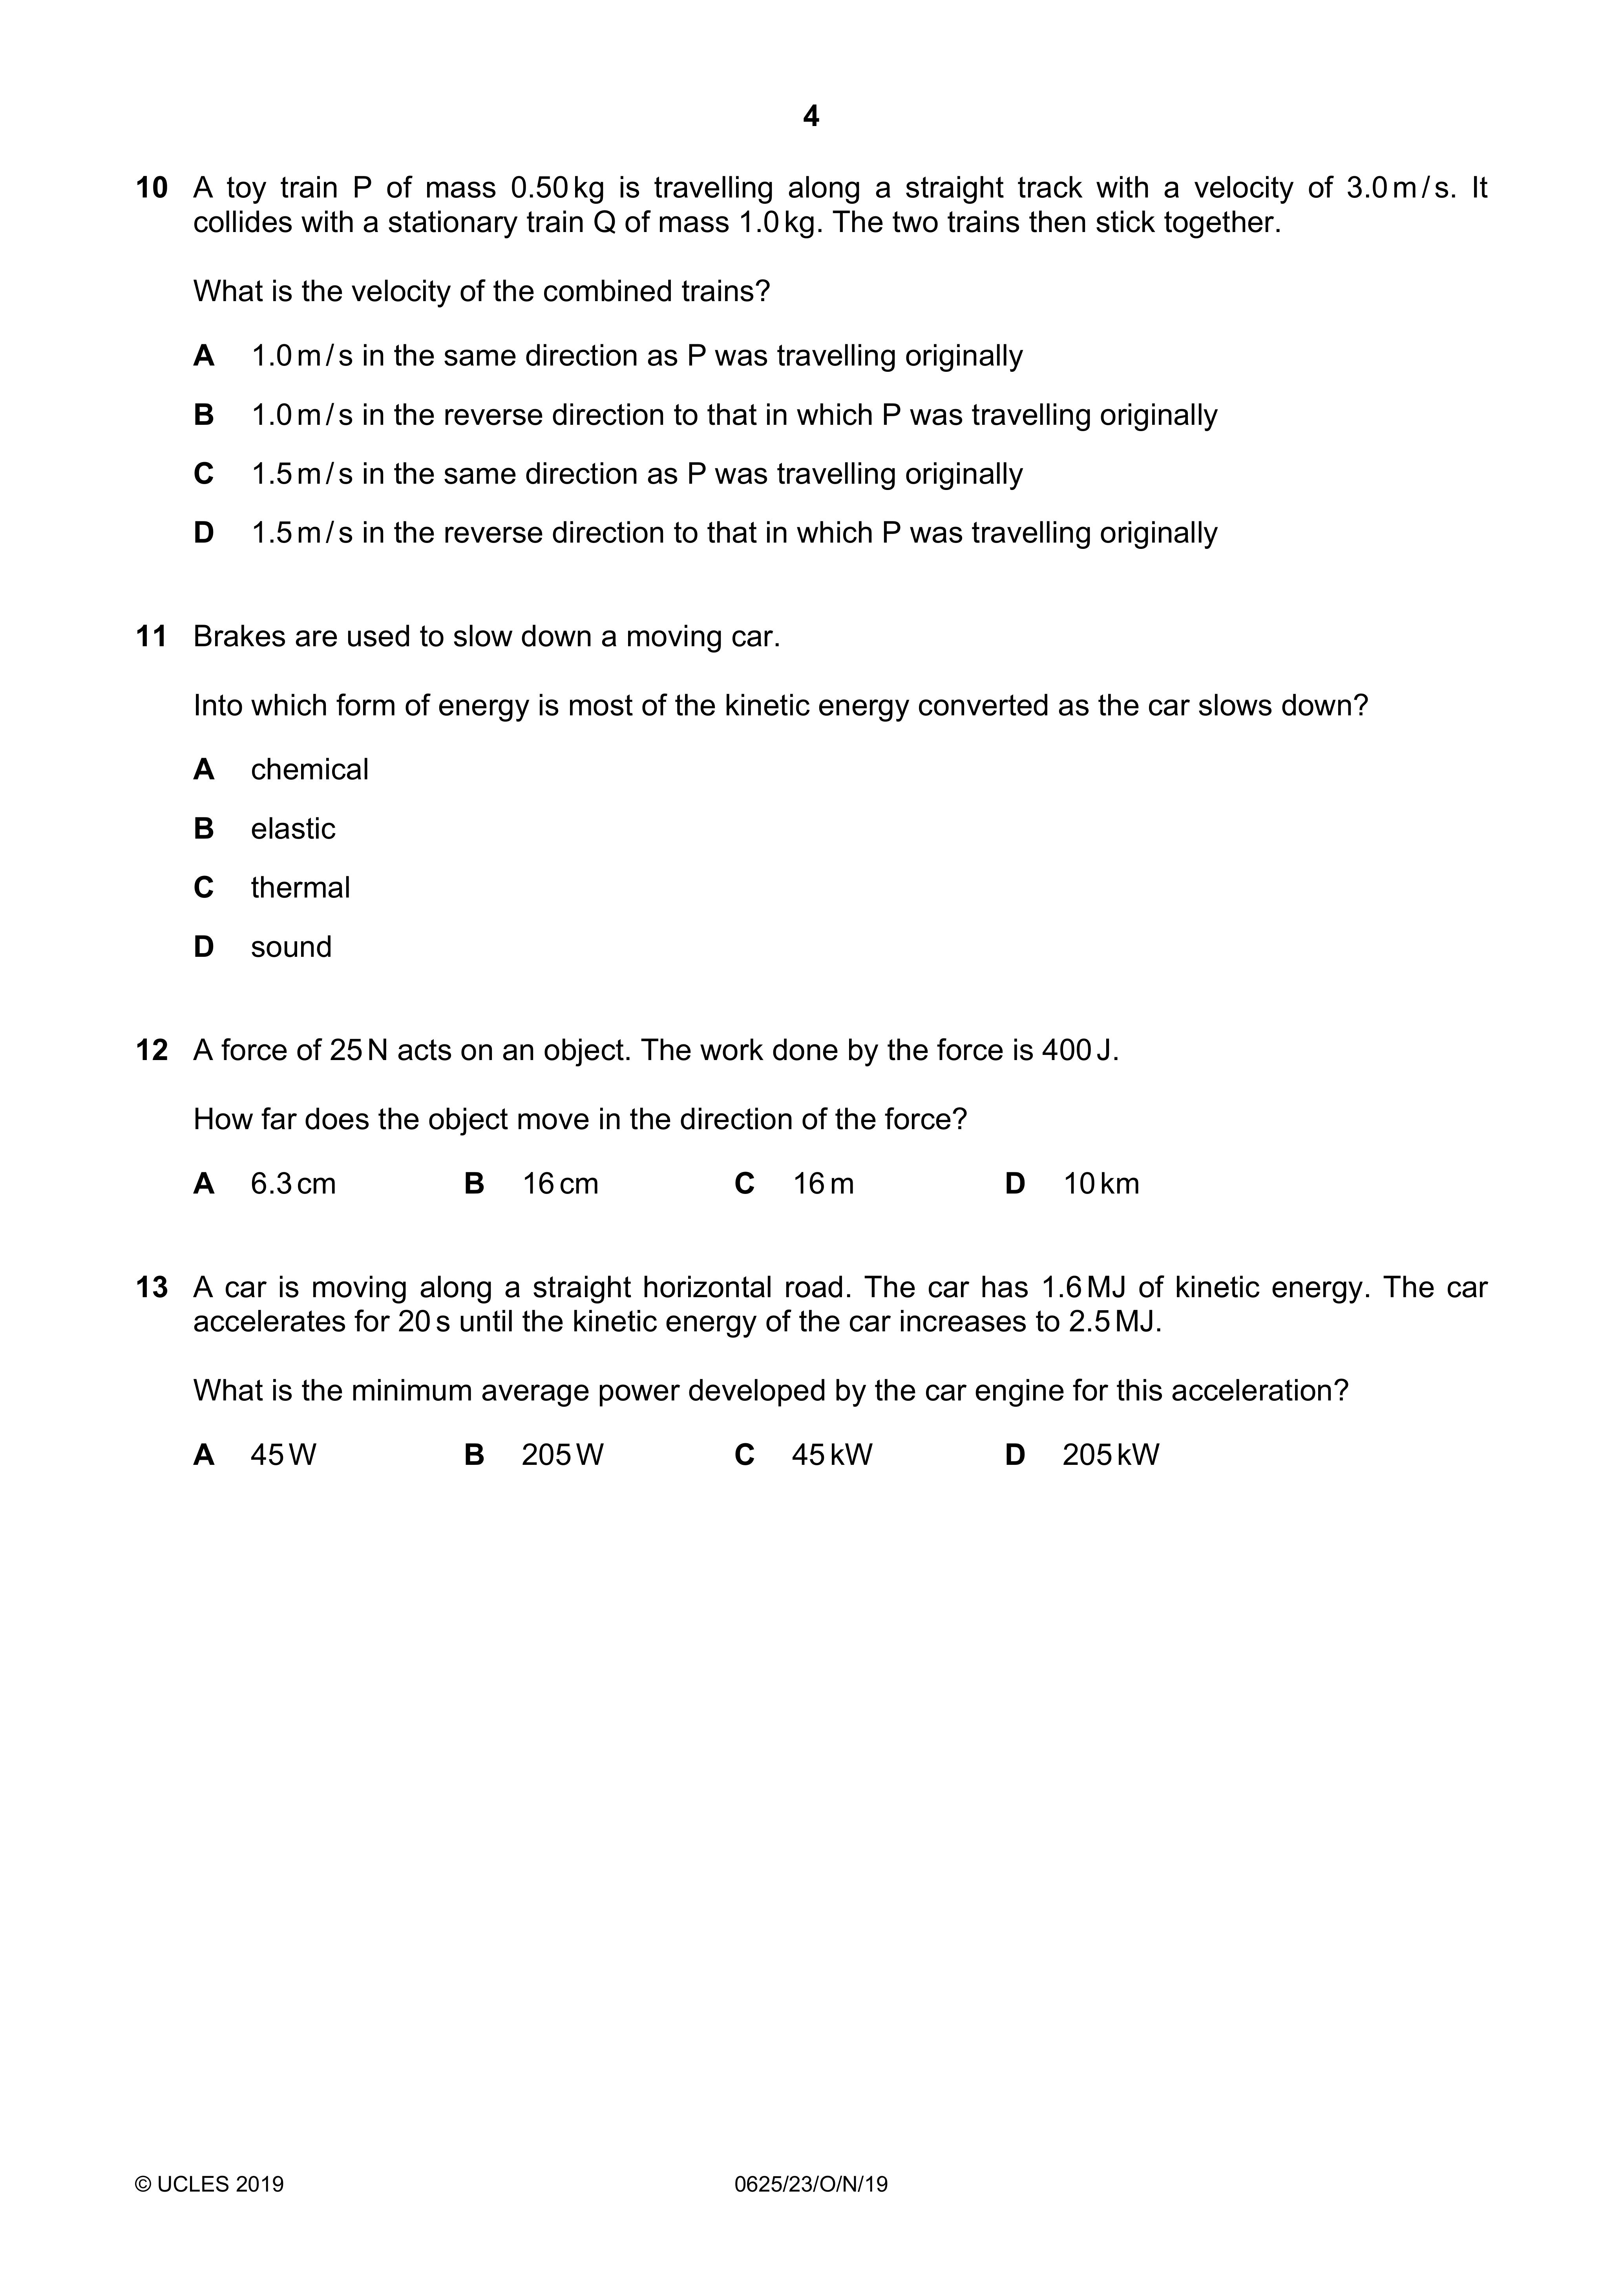 4
10 A toy train P of mass 0.50 kg is travelling along a straight track with a velocity of 3.0 m / s. It
collides with a stationary train Q of mass 1.0 kg. The two trains then stick together.
What is the velocity of the combined trains?
A 1.0 m / s in the same direction as P was travelling originally
B 1.0 m / s in the reverse direction to that in which P was travelling originally
C 1.5 m / s in the same direction as P was travelling originally
D 1.5 m / s in the reverse direction to that in which P was travelling originally
11 Brakes are used to slow down a moving car.
Into which form of energy is most of the kinetic energy converted as the car slows down?
A chemical
B elastic
C thermal
D sound
12 A force of 25 N acts on an object. The work done by the force is 400 J.
How far does the object move in the direction of the force?
A 6.3 cm B 16 cm C 16 m D 10 km
13 A car is moving along a straight horizontal road. The car has 1.6 MJ of kinetic energy. The car
accelerates for 20 s until the kinetic energy of the car increases to 2.5 MJ.
What is the minimum average power developed by the car engine for this acceleration?
A 45 W B 205 W C 45 kW D 205 kW
© UCLES 2019 0625/23/O/N/19